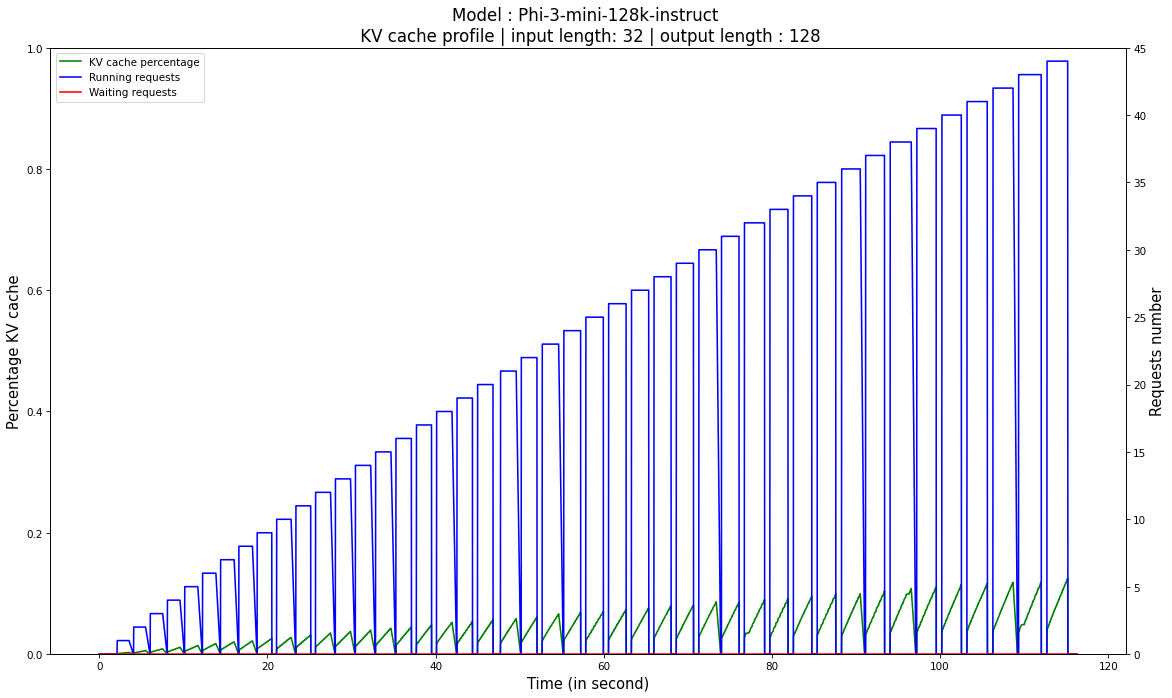 Model : Phi-3-mini-128k-instruct
KV cache profile | input length: 32 | output length : 128
KV cache percentage
Running requests
Waiting requests
Percentage KV cache
1.0
0.8
0.6
0.4
0.2
0.0
45
40
35
30
25
20
15
10
5
0
Requests number
0 20 40 60 80 100 120
Time (in second)